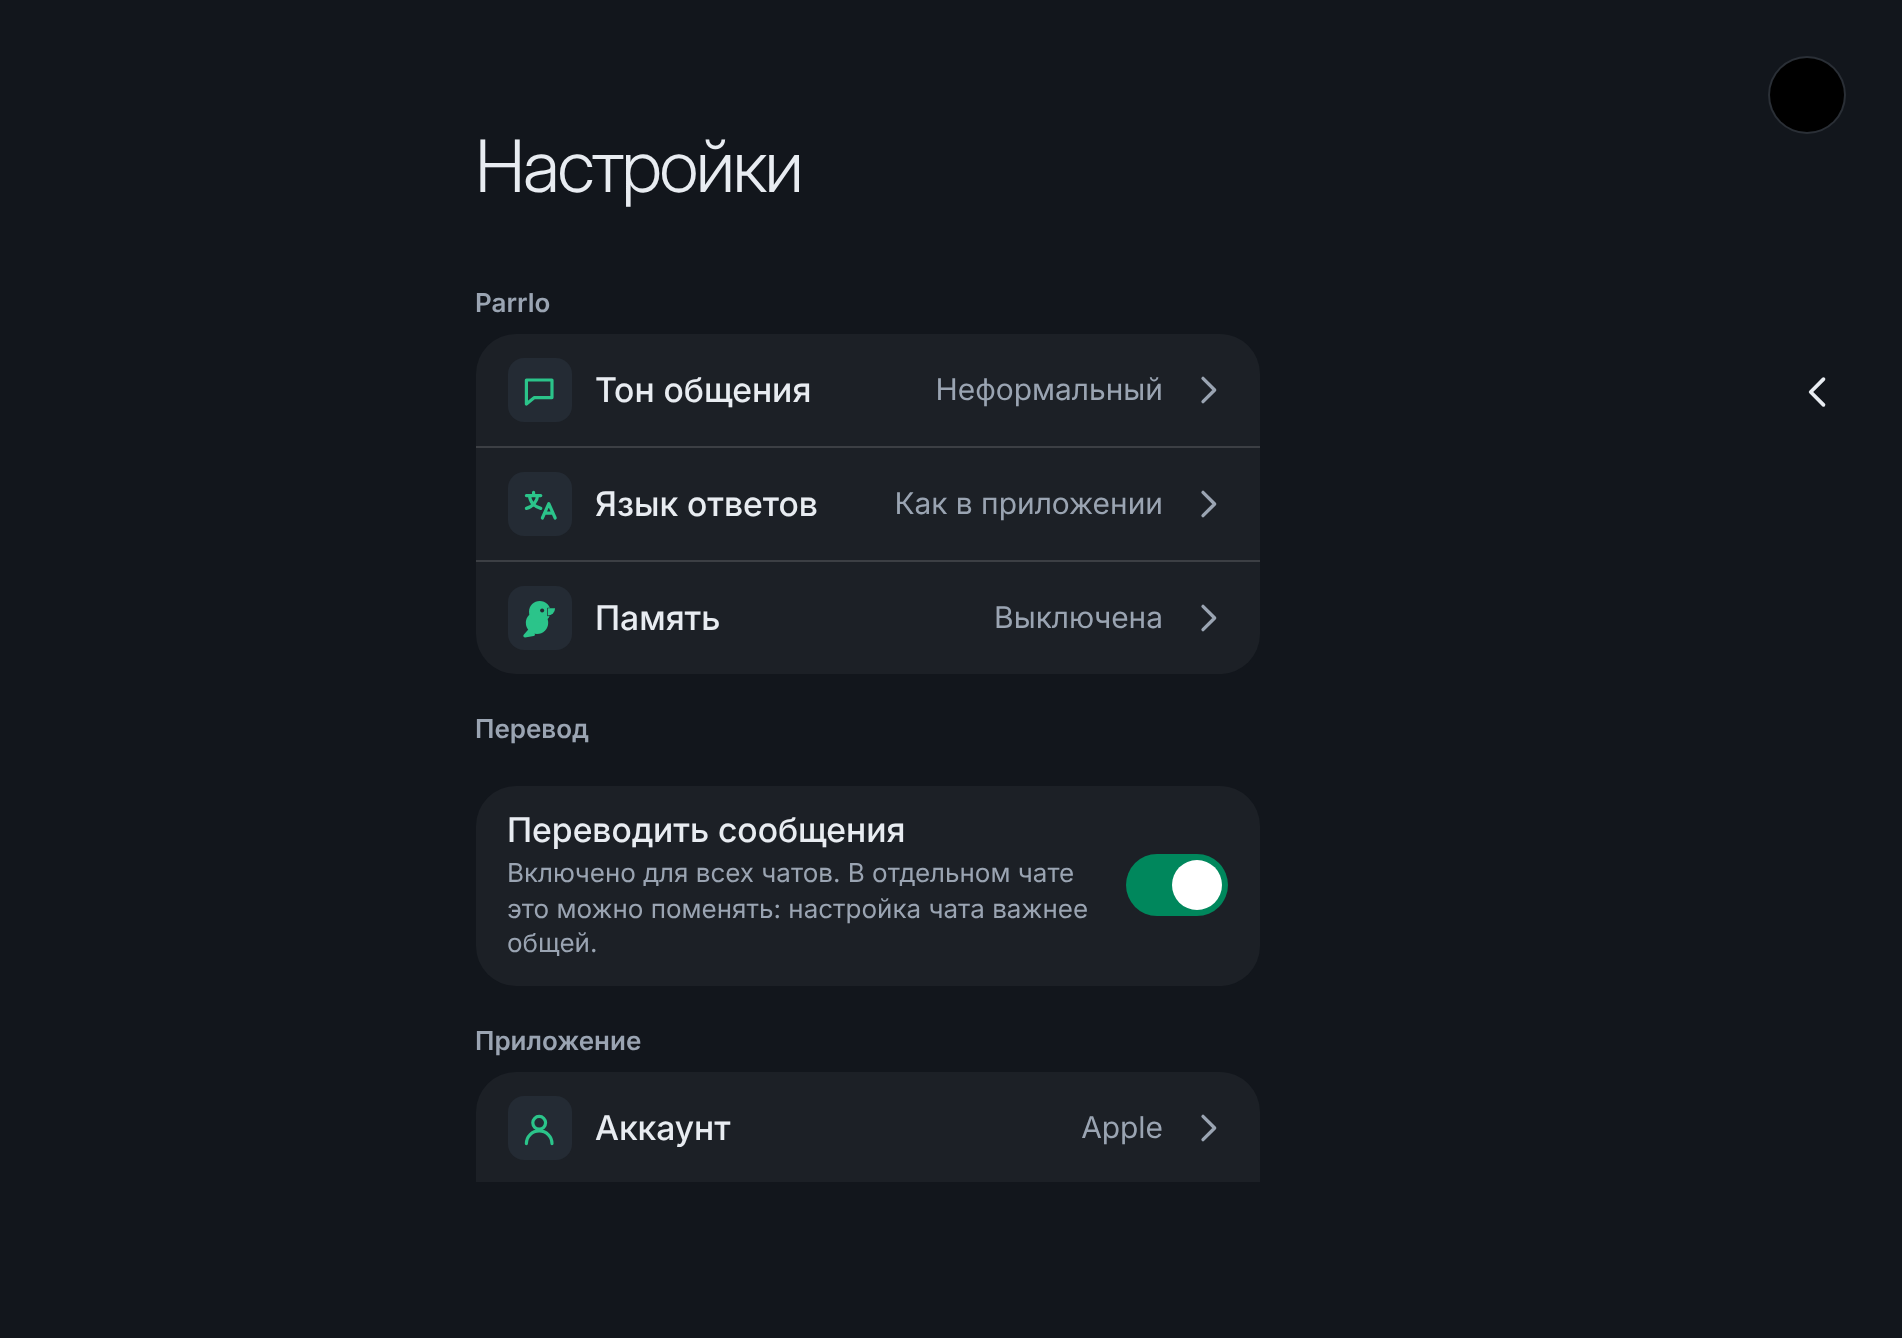 Настройки
Parrlo
Тон общения Неформальный
Язык ответов Как в приложении
Память Выключена
Перевод
Переводить сообщения
Включено для всех чатов. В отдельном чате
это можно поменять: настройка чата важнее
общей.
Приложение
Аккаунт Apple